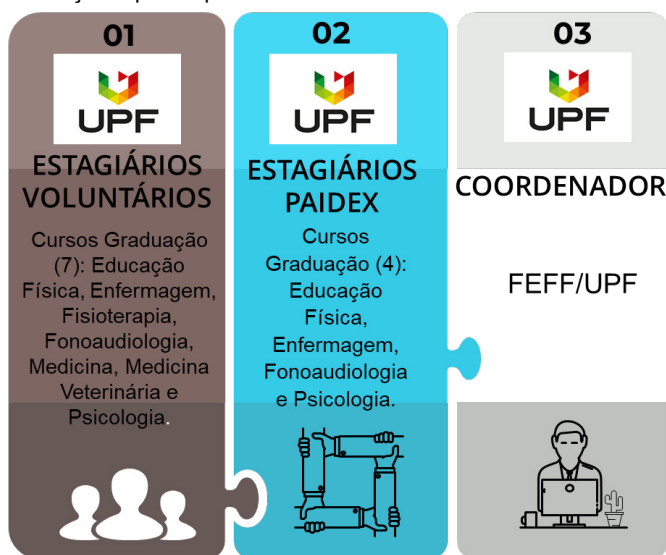 01
UPF
ESTAGIÁRIOS
VOLUNTÁRIOS
Cursos Graduação
(7): Educação
Física, Enfermagem,
Fisioterapia,
Fonoaudiologia,
Medicina, Medicina
Veterinária e
Psicologia.
02
UPF
ESTAGIÁRIOS
PAIDEX
Cursos
Graduação (4):
Educação
Física,
Enfermagem,
Fonoaudiologia
e Psicologia.
03
UPF
COORDENADOR
FEFF/UPF